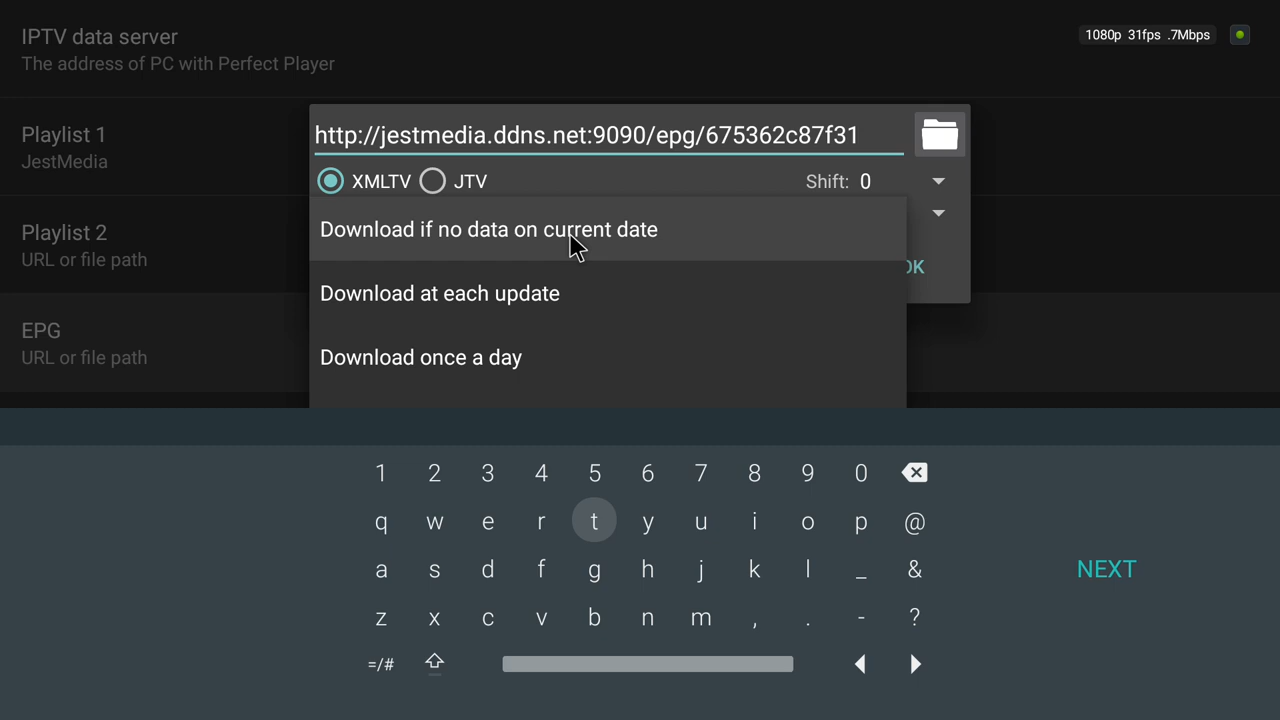 IPTV data server
The address of PC with Perfect Player
1080p 31fps .7Mbps
Playlist 1
JestMedia
Playlist 2
URL or file path
EPG
URL or file path
http://jestmedia.ddns.net:9090/epg/675362c87f31
XMLTV JTV Shift: 0
Download if no data on current date
OK
Download at each update
Download once a day
1 2 3 4 5 6 7 8 9 0
q w e r t y u i o p @
a s d f g h j k l _ &
NEXT
z x c v b n m , . - ?
=/#